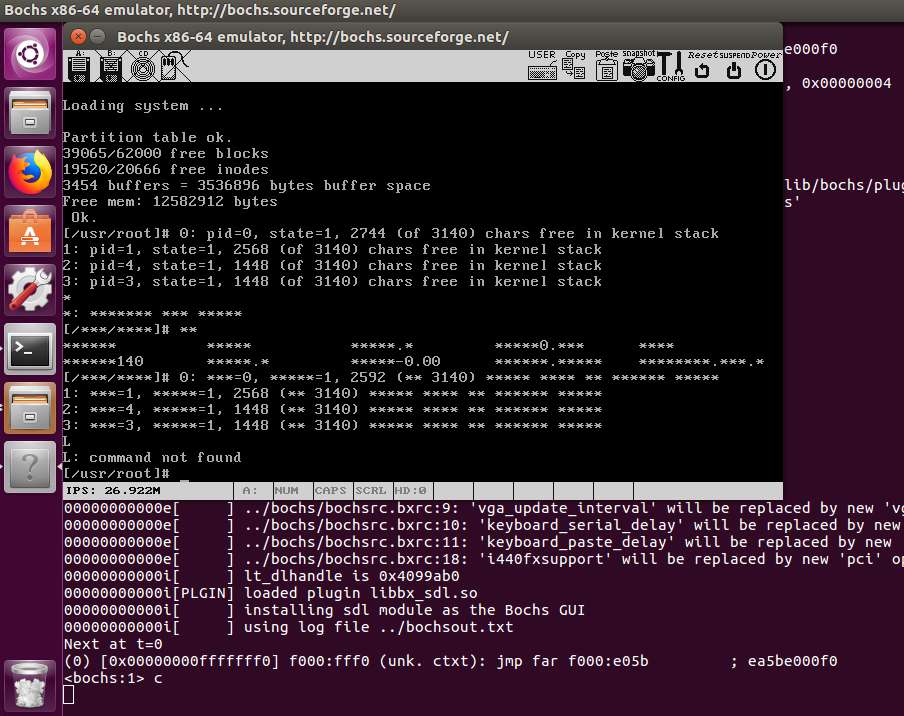 Bochs x86-64 emulator, http://bochs.sourceforge.net/
Bochs x86-64 emulator, http://bochs.sourceforge.net/
A: B: CD USER Copy Paste snapshot CONFIG Reset SUSPEND Power
e000f0
, 0x00000004
lib/bochs/plug
s'
Loading system ...
Partition table ok.
39065/62000 free blocks
19520/20666 free inodes
3454 buffers = 3536896 bytes buffer space
Free mem: 12582912 bytes
Ok.
[/usr/root]# 0: pid=0, state=1, 2744 (of 3140) chars free in kernel stack
1: pid=1, state=1, 2568 (of 3140) chars free in kernel stack
2: pid=4, state=1, 1448 (of 3140) chars free in kernel stack
3: pid=3, state=1, 1448 (of 3140) chars free in kernel stack
*
*: ******* *** *****
[/***/****]# **
****** ***** *****.* *****0.*** ****
******140 *****.* *****-0.00 ******.***** ********.***.*
[/***/****]# 0: ***=0, *****=1, 2592 (** 3140) ***** **** ** ****** *****
1: ***=1, *****=1, 2568 (** 3140) ***** **** ** ****** *****
2: ***=4, *****=1, 1448 (** 3140) ***** **** ** ****** *****
3: ***=3, *****=1, 1448 (** 3140) ***** **** ** ****** *****
L
L: command not found
[/usr/root]# _
IPS: 26.922M A: NUM CAPS SCRL HD:0
00000000000e[ ] ../bochs/bochsrc.bxrc:9: 'vga_update_interval' will be replaced by new 'vg
00000000000e[ ] ../bochs/bochsrc.bxrc:10: 'keyboard_serial_delay' will be replaced by new
00000000000e[ ] ../bochs/bochsrc.bxrc:11: 'keyboard_paste_delay' will be replaced by new
00000000000e[ ] ../bochs/bochsrc.bxrc:18: 'i440fxsupport' will be replaced by new 'pci' op
00000000000i[ ] lt_dlhandle is 0x4099ab0
00000000000i[PLGIN] loaded plugin libbx_sdl.so
00000000000i[ ] installing sdl module as the Bochs GUI
00000000000i[ ] using log file ../bochsout.txt
Next at t=0
(0) [0x00000000fffffff0] f000:fff0 (unk. ctxt): jmp far f000:e05b ; ea5be000f0
<bochs:1> c